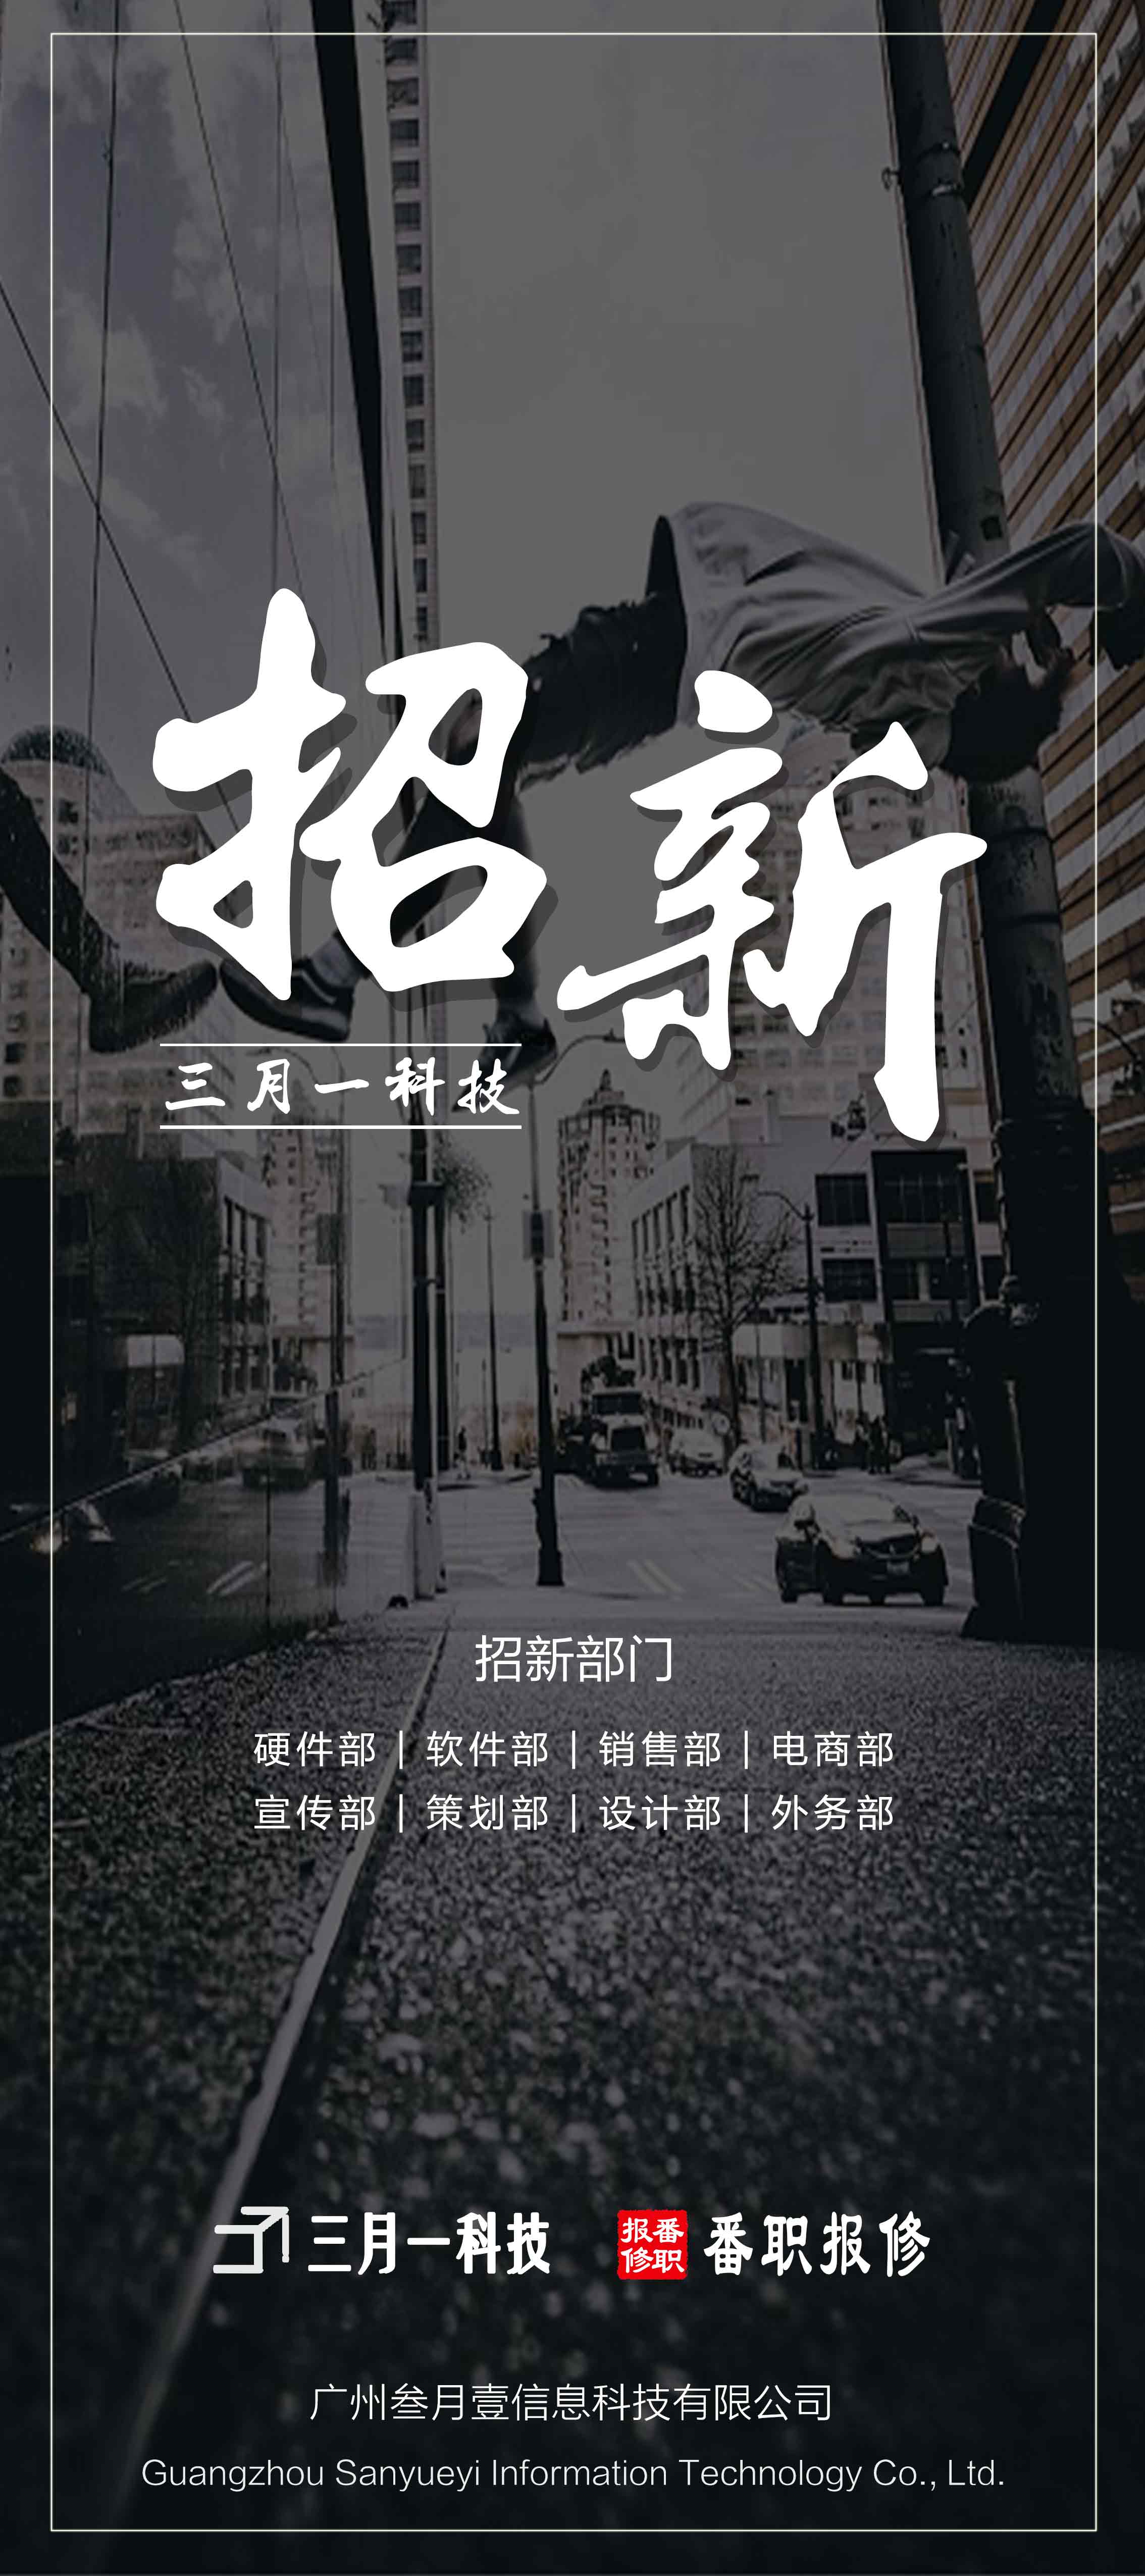 招新
三月一科技
招新部门
硬件部 | 软件部 | 销售部 | 电商部
宣传部 | 策划部 | 设计部 | 外务部
三月一科技
报番
修职
番职报修
广州叁月壹信息科技有限公司
Guangzhou Sanyueyi Information Technology Co., Ltd.